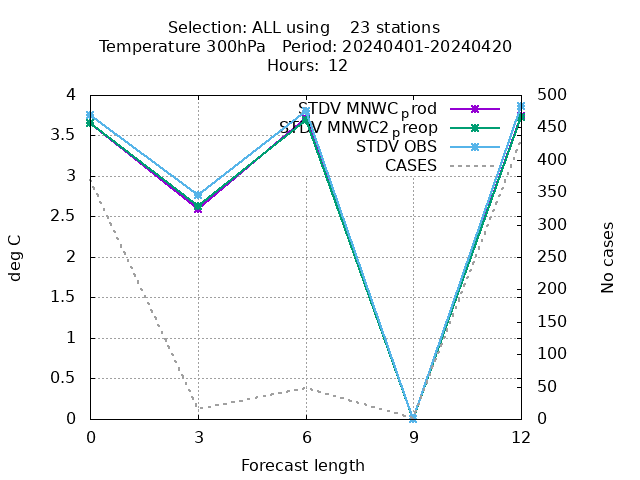 Selection: ALL using 23 stations
Temperature 300hPa Period: 20240401-20240420
Hours: 12
STDV MNWC_prod
STDV MNWC2_preop
STDV OBS
CASES
4
3.5
3
2.5
2
1.5
1
0.5
0
500
450
400
350
300
250
200
150
100
50
0
deg C
No cases
0 3 6 9 12
Forecast length